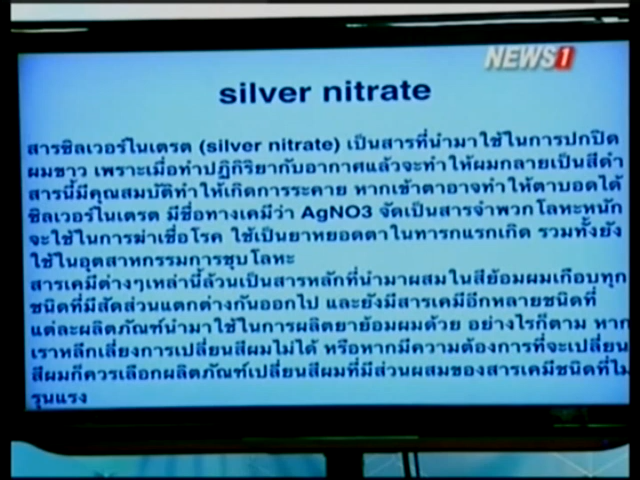 NEWS1
silver nitrate
สารซิลเวอร์ไนเตรต (silver nitrate) เป็นสารที่นำมาใช้ในการปกปิด
ผมขาว เพราะเมื่อทำปฏิกิริยากับอากาศแล้วจะทำให้ผมกลายเป็นสีดำ
สารนี้มีคุณสมบัติทำให้เกิดการระคาย หากเข้าตาอาจทำให้ตาบอดได้
ซิลเวอร์ไนเตรต มีชื่อทางเคมีว่า AgNO3 จัดเป็นสารจำพวกโลหะหนัก
จะใช้ในการฆ่าเชื้อโรค ใช้เป็นยาหยอดตาในทารกแรกเกิด รวมทั้งยัง
ใช้ในอุตสาหกรรมการชุบโลหะ
สารเคมีต่างๆเหล่านี้ล้วนเป็นสารหลักที่นำมาผสมในสีย้อมผมเกือบทุก
ชนิดที่มีสัดส่วนแตกต่างกันออกไป และยังมีสารเคมีอีกหลายชนิดที่
แต่ละผลิตภัณฑ์นำมาใช้ในการผลิตยาย้อมผมด้วย อย่างไรก็ตาม หาก
เราหลีกเลี่ยงการเปลี่ยนสีผมไม่ได้ หรือหากมีความต้องการที่จะเปลี่ยน
สีผมก็ควรเลือกผลิตภัณฑ์เปลี่ยนสีผมที่มีส่วนผสมของสารเคมีชนิดที่ไม่
รุนแรง